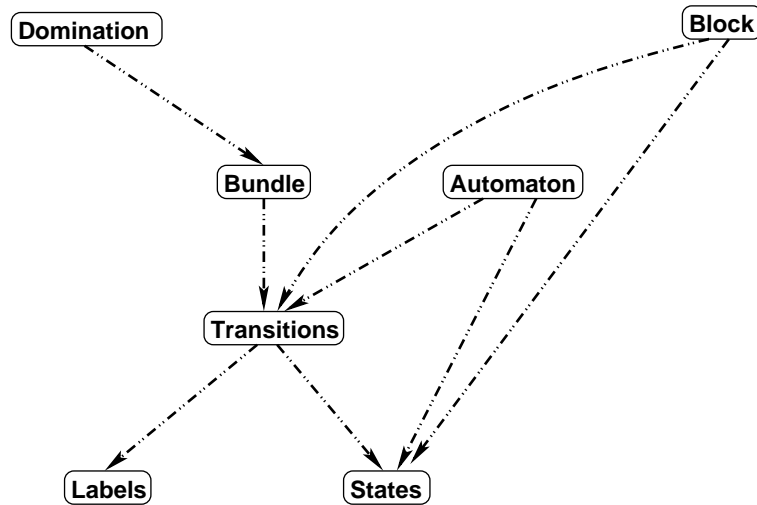 Domination
Block
Bundle
Automaton
Transitions
Labels
States